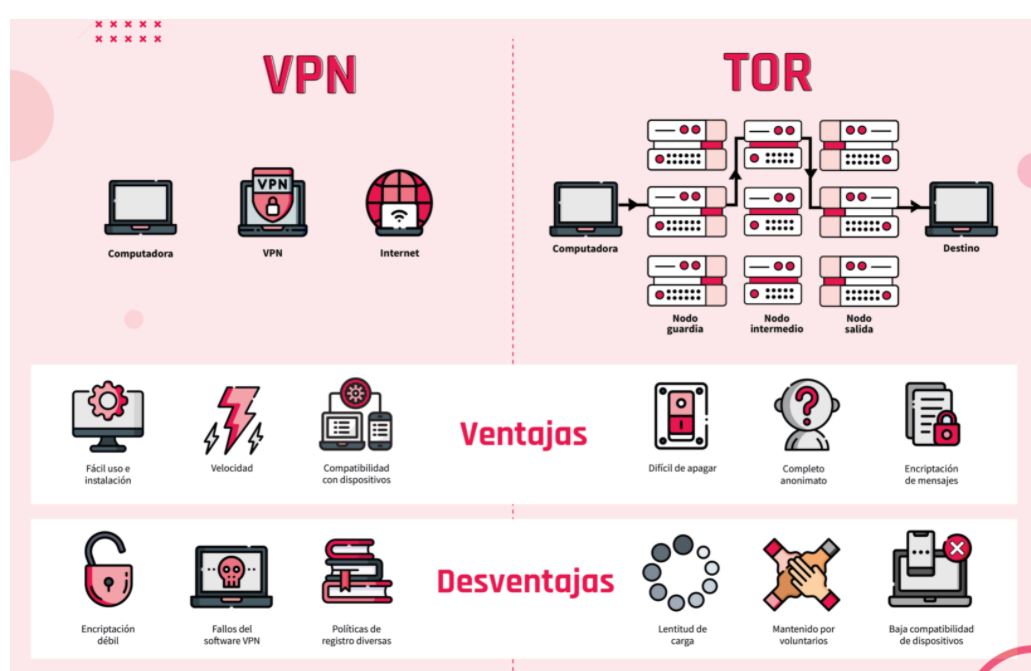 VPN
TOR
VPN
Computadora
VPN
Internet
Computadora
Destino
Nodo
guardia
Nodo
intermedio
Nodo
salida
Ventajas
Fácil uso e
instalación
Velocidad
Compatibilidad
con dispositivos
Difícil de apagar
Completo
anonimato
Encriptación
de mensajes
Desventajas
Encriptación
débil
Fallos del
software VPN
Políticas de
registro diversas
Lentitud de
carga
Mantenido por
voluntarios
Baja compatibilidad
de dispositivos